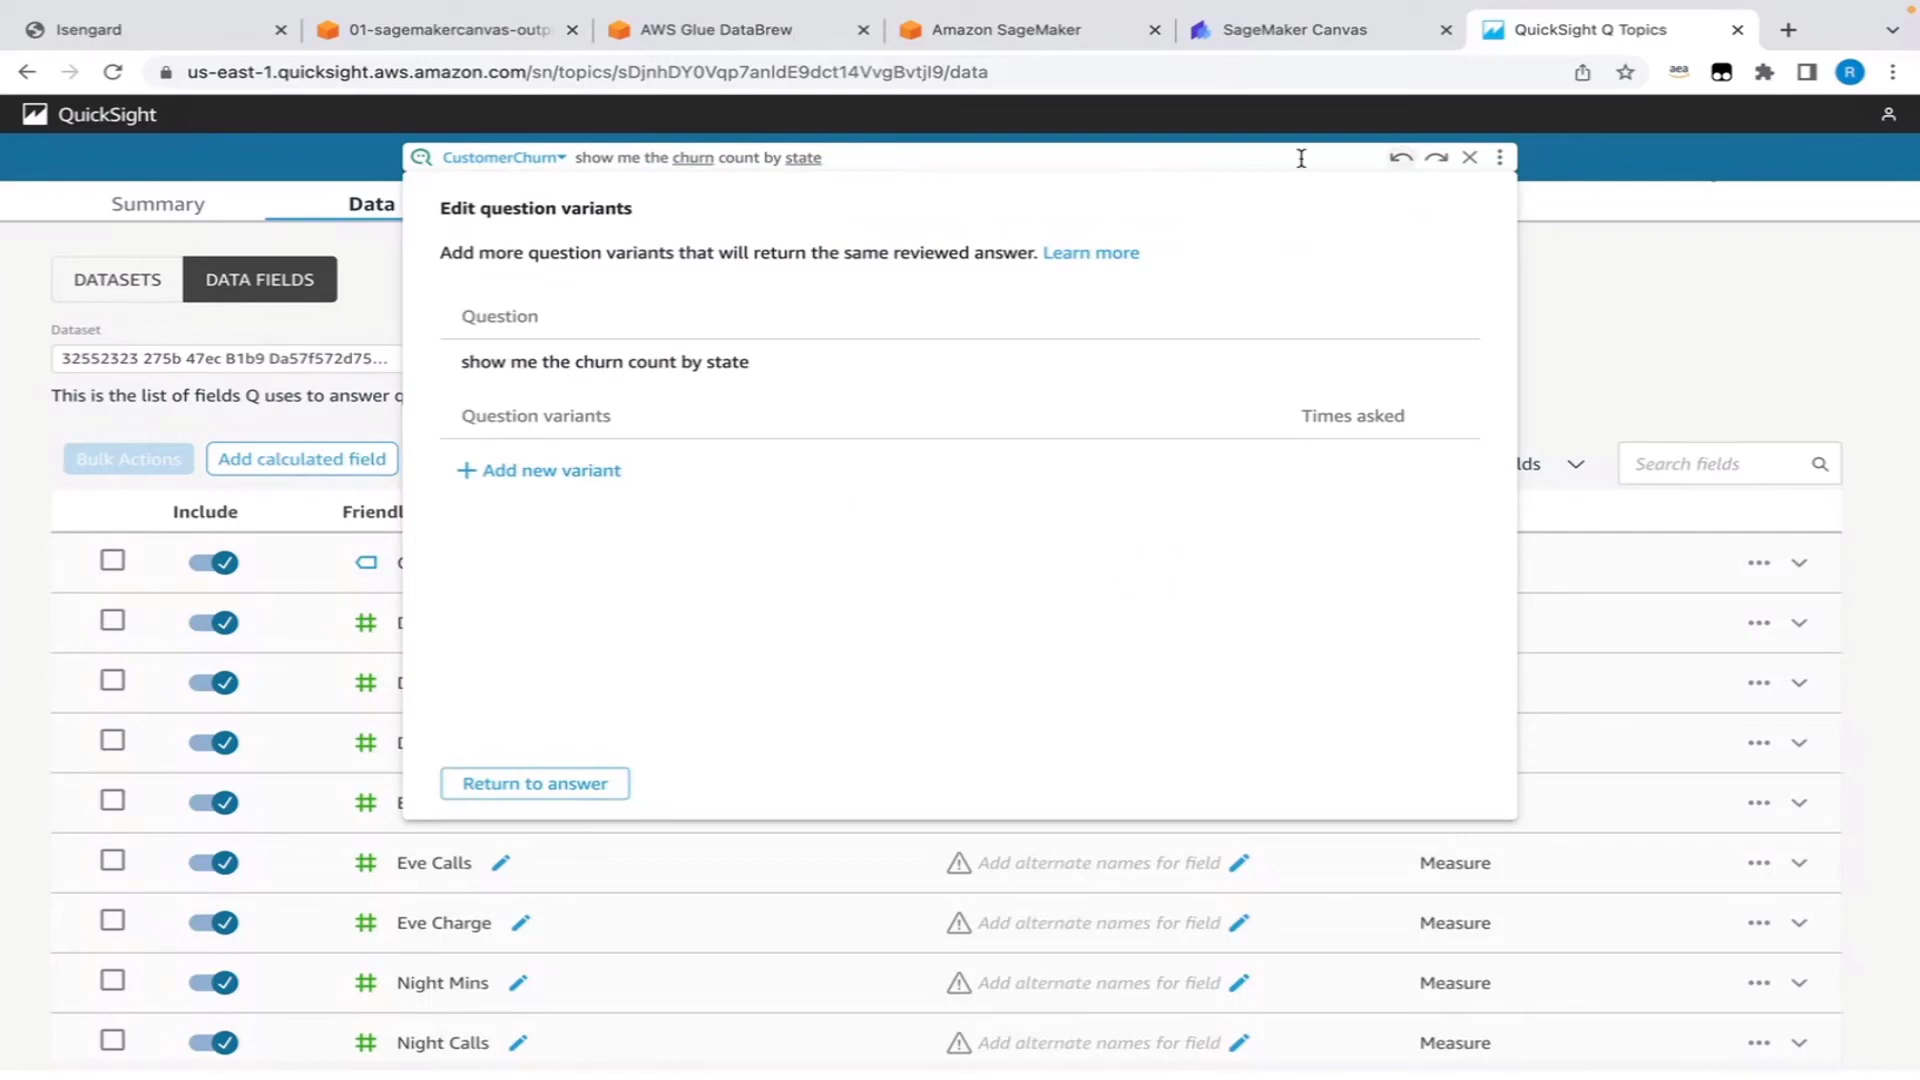 Isengard
01-sagemakercanvas-outp
AWS Glue DataBrew
Amazon SageMaker
SageMaker Canvas
QuickSight Q Topics
us-east-1.quicksight.aws.amazon.com/sn/topics/sDjnhDY0Vqp7anldE9dct14VvgBvtjI9/data
aea
R
QuickSight
CustomerChurn
show me the churn count by state
Summary
Data
Edit question variants
Add more question variants that will return the same reviewed answer. Learn more
DATASETS
DATA FIELDS
Question
Dataset
32552323 275b 47ec B1b9 Da57f572d75...
show me the churn count by state
This is the list of fields Q uses to answer q
Question variants
Times asked
Bulk Actions
Add calculated field
Add new variant
lds
Search fields
Include
Friendl
Return to answer
Eve Calls
Add alternate names for field
Measure
Eve Charge
Add alternate names for field
Measure
Night Mins
Add alternate names for field
Measure
Night Calls
Add alternate names for field
Measure